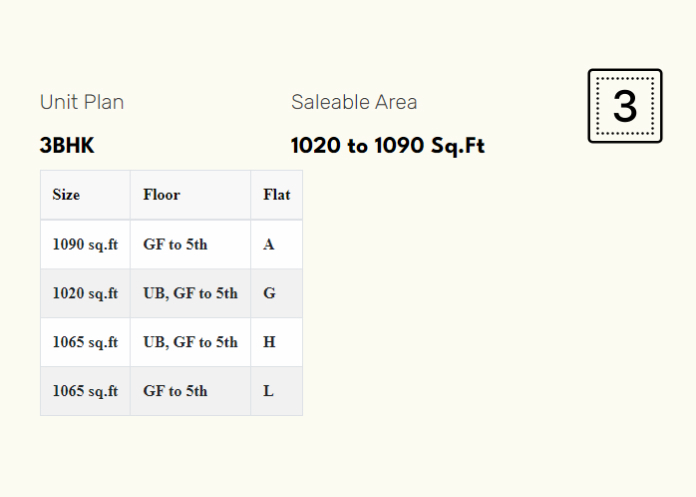 Unit Plan
Saleable Area
3
3BHK
1020 to 1090 Sq.Ft
Size Floor Flat
1090 sq.ft GF to 5th A
1020 sq.ft UB, GF to 5th G
1065 sq.ft UB, GF to 5th H
1065 sq.ft GF to 5th L